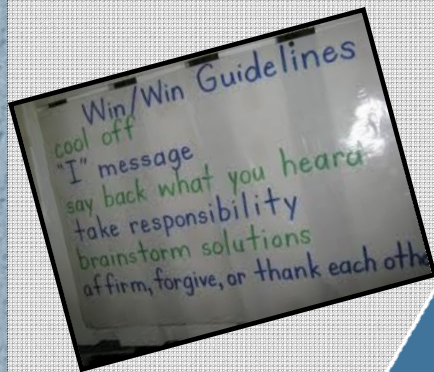 Win/Win Guidelines
cool off
"I" message
say back what you heard
take responsibility
brainstorm solutions
affirm, forgive, or thank each othe